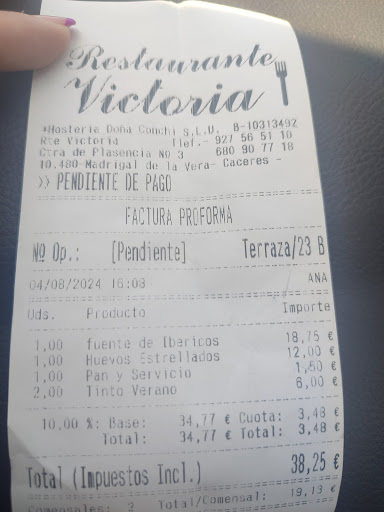 Restaurante
Victoria
*Hosteria Doña Conchi S.L.U. B-10313492
Rte Victoria Tlef.- 927 56 51 10
Ctra de Plasencia Nº 3 680 90 77 18
10.480-Madrigal de la Vera- Caceres -
>> PENDIENTE DE PAGO
FACTURA PROFORMA
Nº Op.: [Pendiente] Terraza/23 B
04/08/2024 16:08 ANA
Uds. Producto Importe
1,00 fuente de Ibericos 18,75 €
1,00 Huevos Estrellados 12,00 €
1,00 Pan y Servicio 1,50 €
2,00 Tinto Verano 6,00 €
10,00 %: Base: 34,77 € Cuota: 3,48 €
Total: 34,77 € Total: 3,48 €
Total (Impuestos Incl.) 38,25 €
Comensales: 2 Total/Comensal: 19,13 €